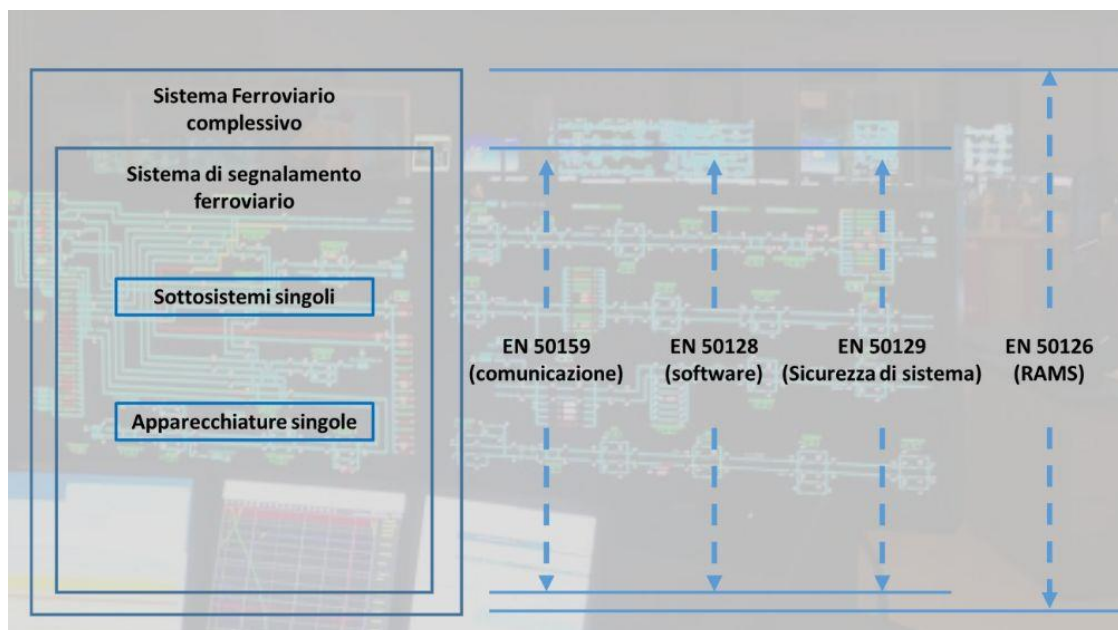 Sistema Ferroviario
complessivo
Sistema di segnalamento
ferroviario
Sottosistemi singoli
Apparecchiature singole
EN 50159
(comunicazione)
EN 50128
(software)
EN 50129
(Sicurezza di sistema)
EN 50126
(RAMS)